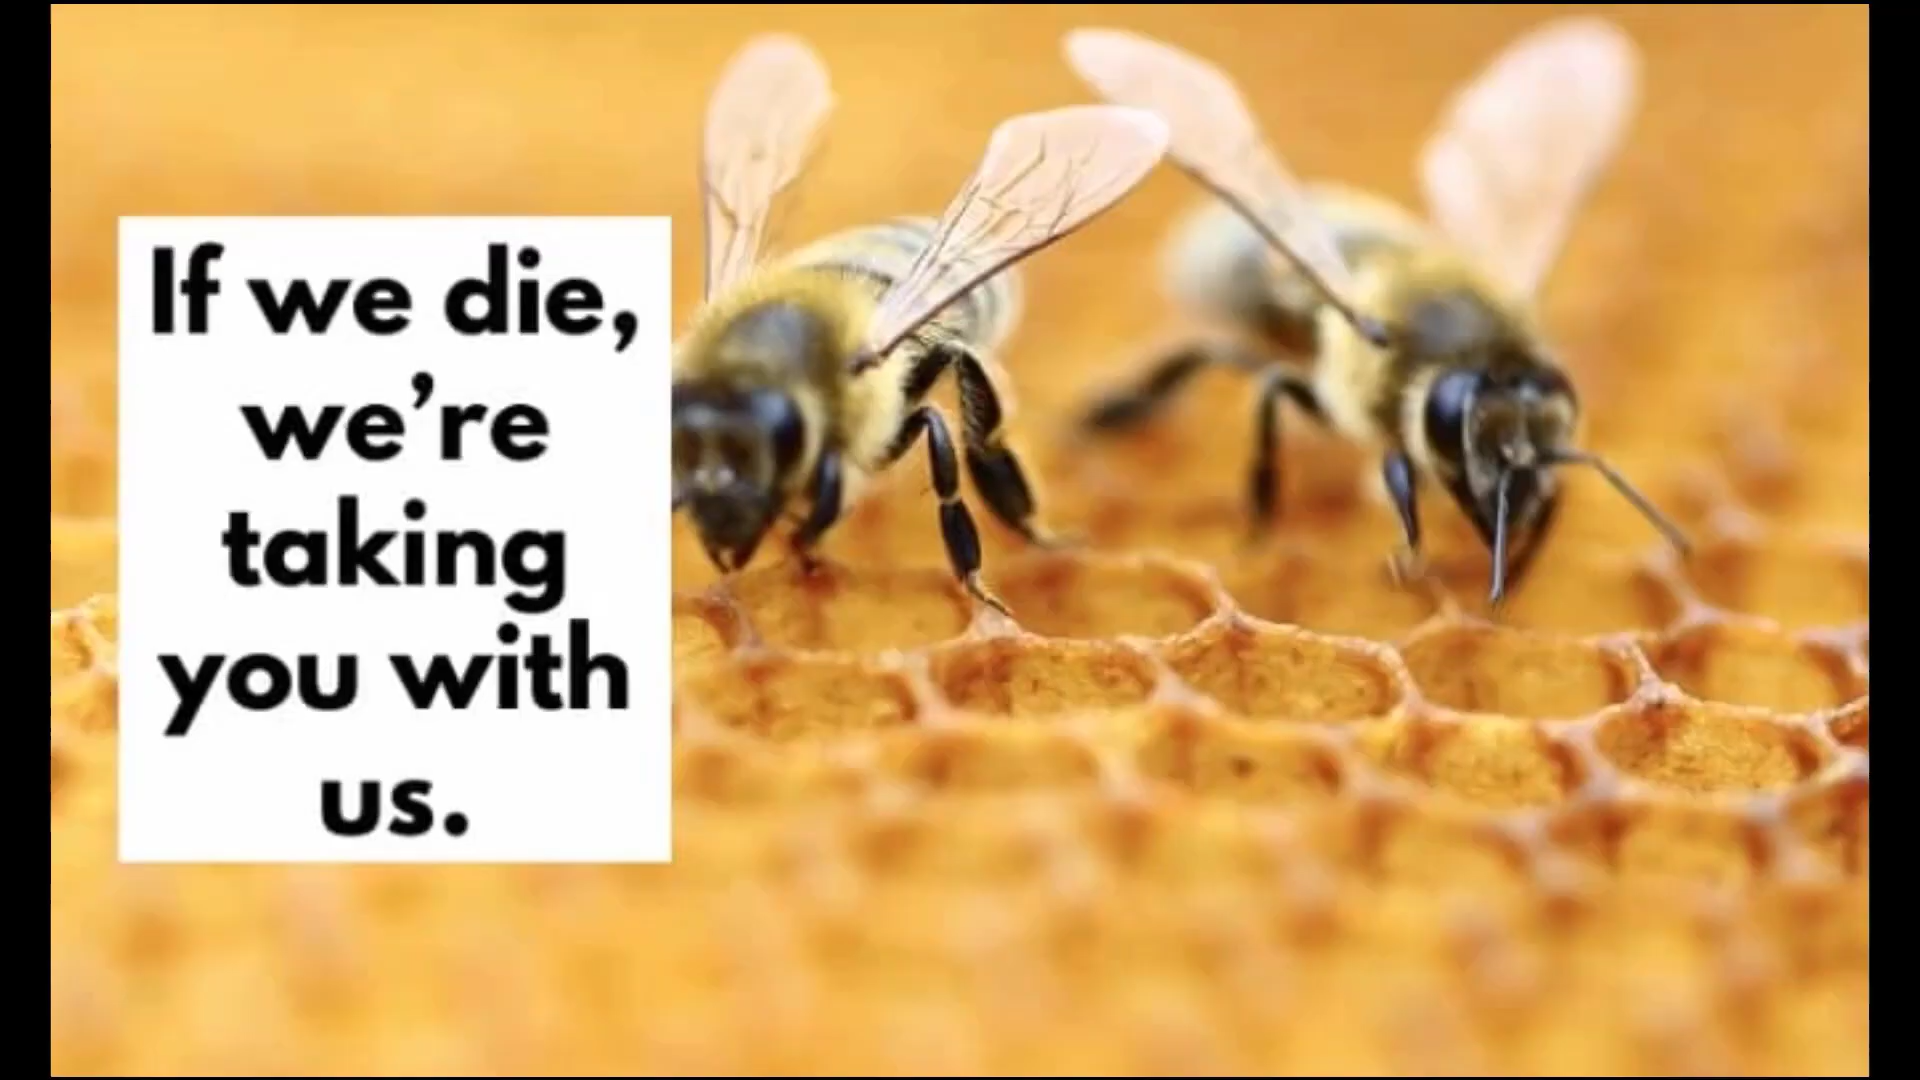 If we die,
we’re
taking
you with
us.